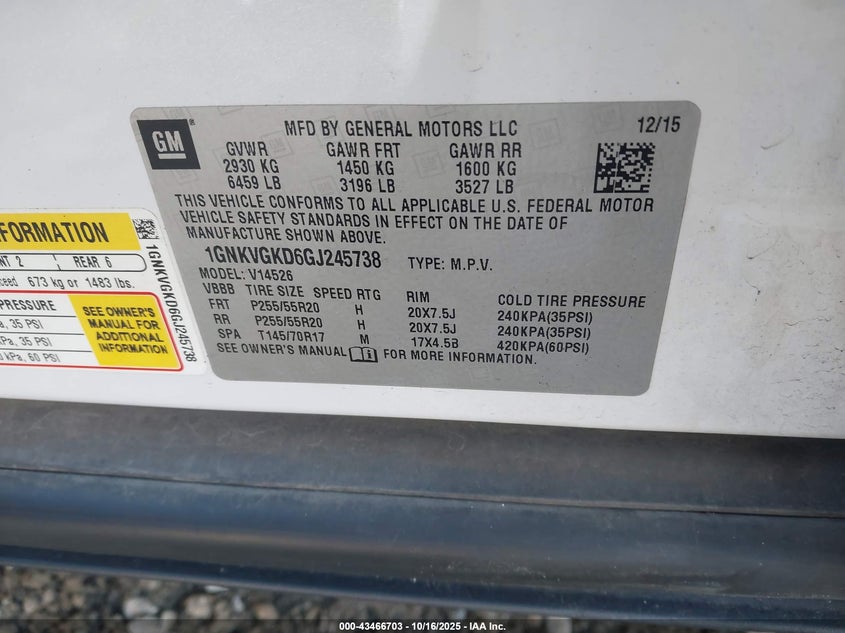 GM
MFD BY GENERAL MOTORS LLC 12/15
GVWR GAWR FRT GAWR RR
2930 KG 1450 KG 1600 KG
6459 LB 3196 LB 3527 LB
THIS VEHICLE CONFORMS TO ALL APPLICABLE U.S. FEDERAL MOTOR
VEHICLE SAFETY STANDARDS IN EFFECT ON THE DATE OF
MANUFACTURE SHOWN ABOVE.
1GNKVGKD6GJ245738 TYPE: M.P.V.
MODEL: V14526
VBBB TIRE SIZE SPEED RTG RIM COLD TIRE PRESSURE
FRT P255/55R20 H 20X7.5J 240KPA(35PSI)
RR P255/55R20 H 20X7.5J 240KPA(35PSI)
SPA T145/70R17 M 17X4.5B 420KPA(60PSI)
SEE OWNER'S MANUAL FOR MORE INFORMATION.
FORMATION
NT 2 REAR 6
ceed 673 kg or 1483 lbs.
PRESSURE
a, 35 PSI
kPa, 35 PSI
kPa, 60 PSI
SEE OWNER'S
MANUAL FOR
ADDITIONAL
INFORMATION
1GNKVGKD6GJ245738
000-43466703 - 10/16/2025 - IAA Inc.